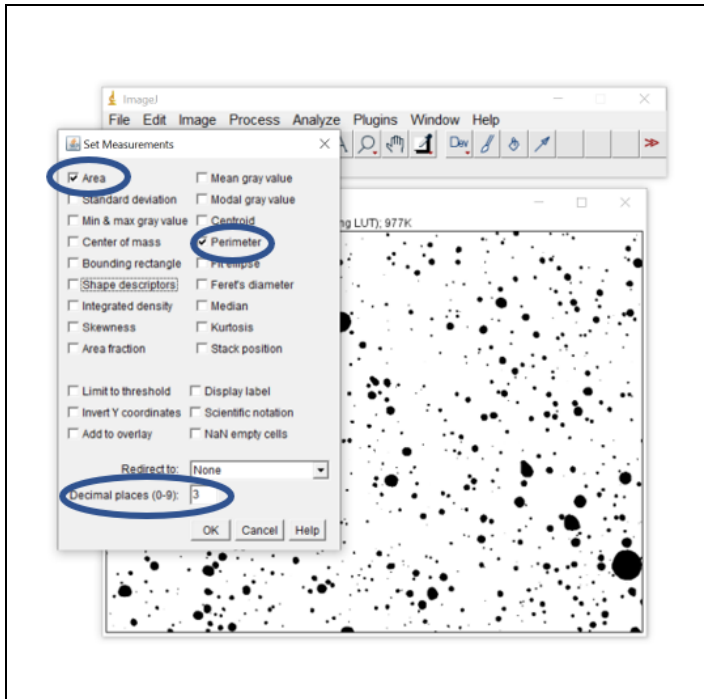 ImageJ
File Edit Image Process Analyze Plugins Window Help
Dev
Set Measurements
Area Mean gray value
Standard deviation Modal gray value
Min & max gray value Centroid
Center of mass Perimeter
Bounding rectangle Fit ellipse
Shape descriptors Feret's diameter
Integrated density Median
Skewness Kurtosis
Area fraction Stack position
Limit to threshold Display label
Invert Y coordinates Scientific notation
Add to overlay NaN empty cells
Redirect to: None
Decimal places (0-9): 3
OK Cancel Help
LUT); 977K